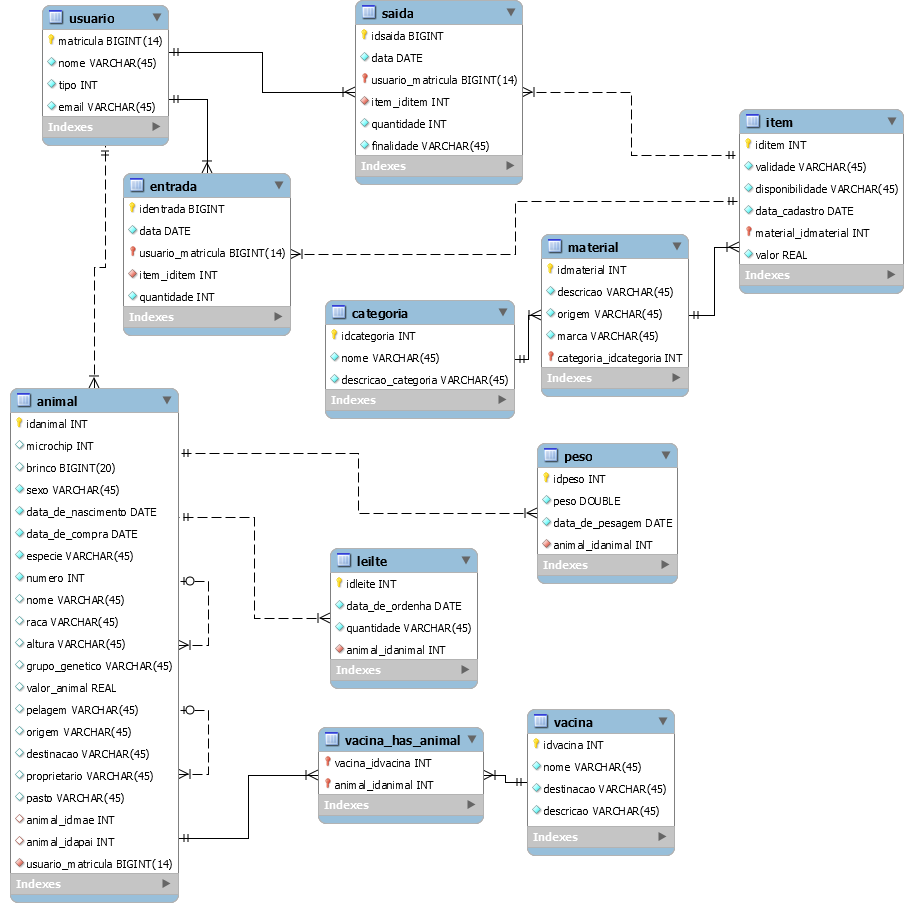 usuario
matricula BIGINT(14)
nome VARCHAR(45)
tipo INT
email VARCHAR(45)
Indexes
saida
idsaida BIGINT
data DATE
usuario_matricula BIGINT(14)
item_iditem INT
quantidade INT
finalidade VARCHAR(45)
Indexes
item
iditem INT
validade VARCHAR(45)
disponibilidade VARCHAR(45)
data_cadastro DATE
material_idmaterial INT
valor REAL
Indexes
entrada
identrada BIGINT
data DATE
usuario_matricula BIGINT(14)
item_iditem INT
quantidade INT
Indexes
material
idmaterial INT
descricao VARCHAR(45)
origem VARCHAR(45)
marca VARCHAR(45)
categoria_idcategoria INT
Indexes
categoria
idcategoria INT
nome VARCHAR(45)
descricao_categoria VARCHAR(45)
Indexes
animal
idanimal INT
microchip INT
brinco BIGINT(20)
sexo VARCHAR(45)
data_de_nascimento DATE
data_de_compra DATE
especie VARCHAR(45)
numero INT
nome VARCHAR(45)
raca VARCHAR(45)
altura VARCHAR(45)
grupo_genetico VARCHAR(45)
valor_animal REAL
pelagem VARCHAR(45)
origem VARCHAR(45)
destinacao VARCHAR(45)
proprietario VARCHAR(45)
pasto VARCHAR(45)
animal_idmae INT
animal_idapai INT
usuario_matricula BIGINT(14)
Indexes
peso
idpeso INT
peso DOUBLE
data_de_pesagem DATE
animal_idanimal INT
Indexes
leilte
idleite INT
data_de_ordenha DATE
quantidade VARCHAR(45)
animal_idanimal INT
Indexes
vacina_has_animal
vacina_idvacina INT
animal_idanimal INT
Indexes
vacina
idvacina INT
nome VARCHAR(45)
destinacao VARCHAR(45)
descricao VARCHAR(45)
Indexes